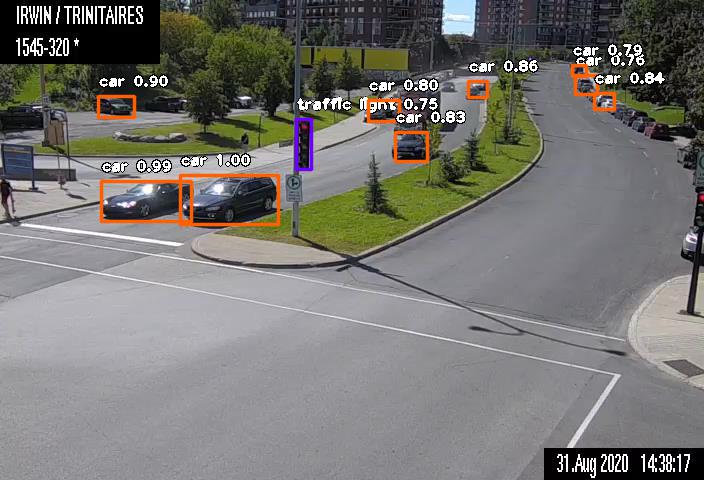 IRWIN / TRINITAIRES
1545-320 *
car 0.79
car 0.76
car 0.86
car 0.84
car 0.90
car 0.80
traffic light 0.75
car 0.83
car 0.99
car 1.00
31.Aug 2020 14:38:17